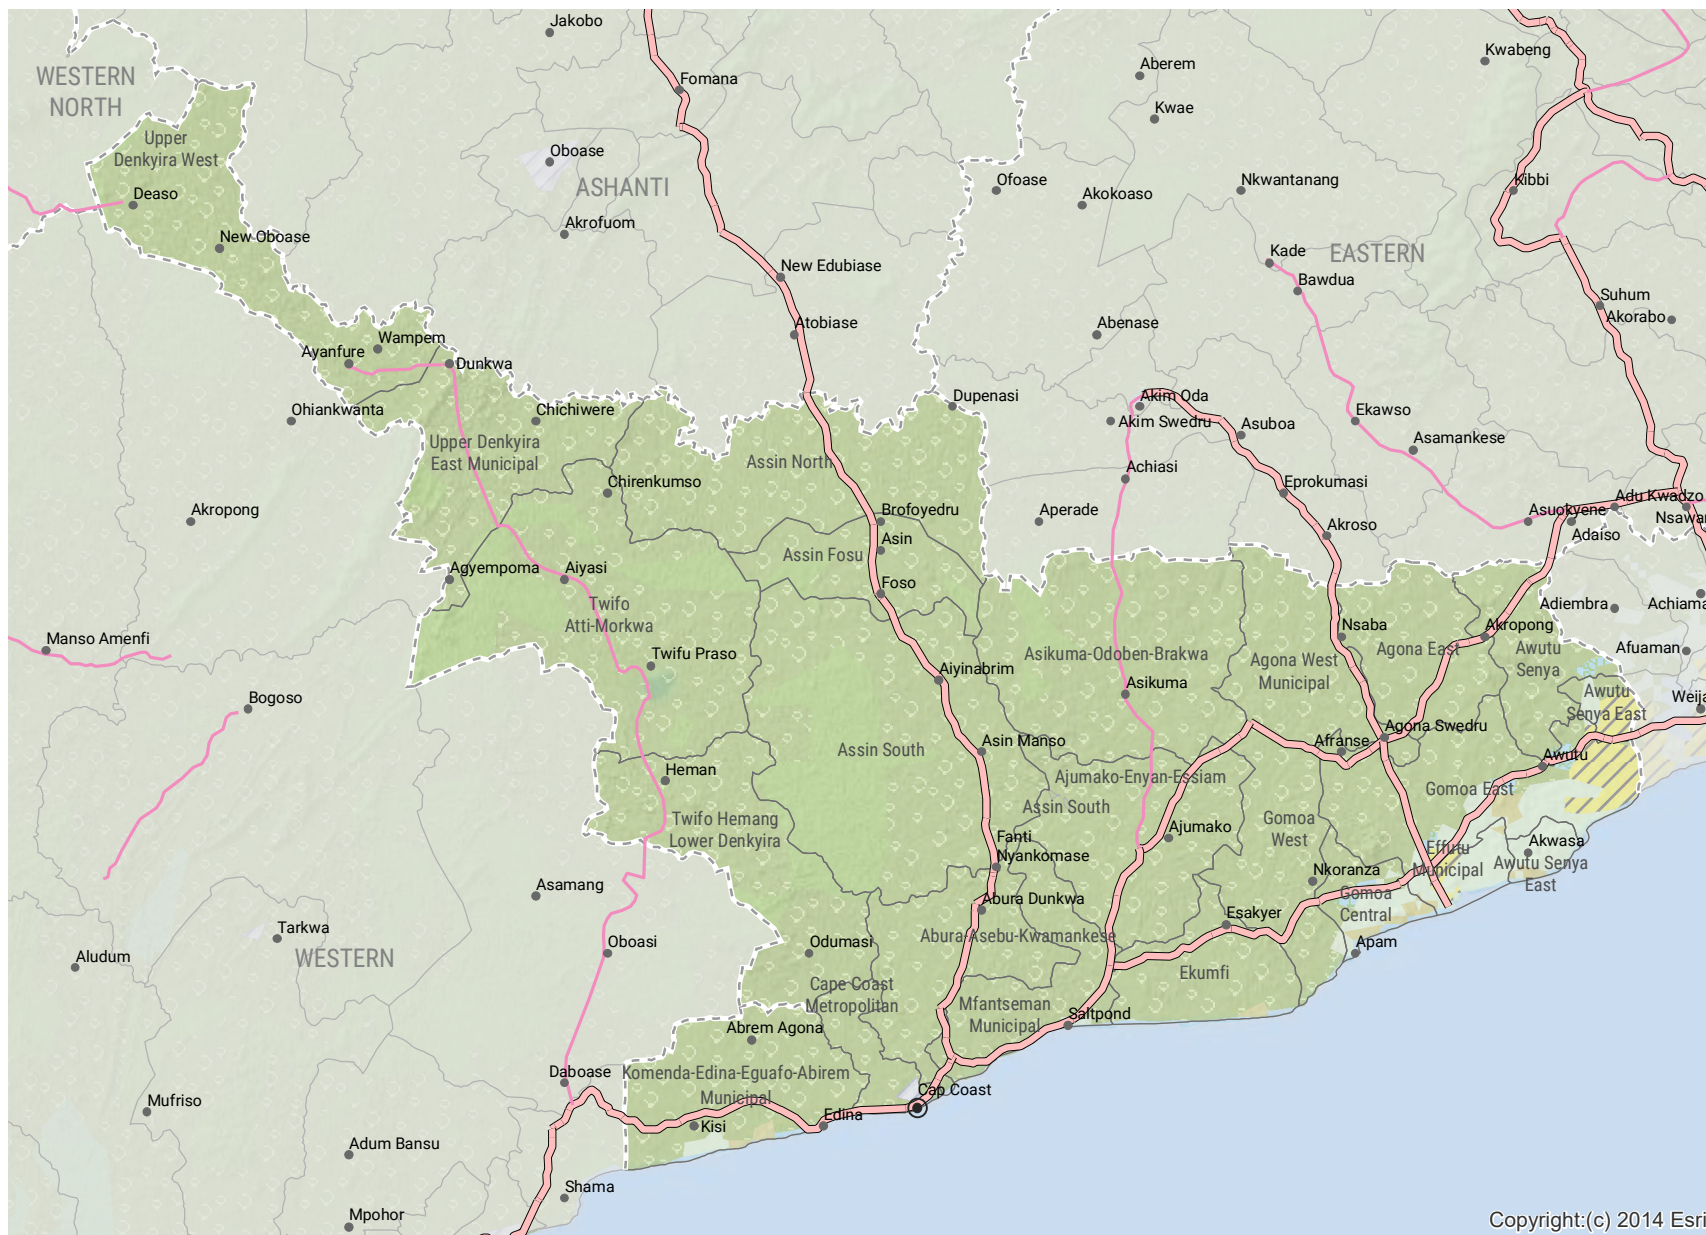 Jakobo
Kwabeng
WESTERN
NORTH
Fomana
Aberem
Kwae
Upper
Denkyira West
Oboase
ASHANTI
Deaso
Ofoase
Akokoaso
Nkwantanang
Kibbi
New Oboase
Akrofuom
Kade
EASTERN
New Edubiase
Bawdua
Suhum
Akorabo
Atobiase
Abenase
Wampem
Ayanfure
Dunkwa
Dupenasi
Akim Oda
Ohiankwanta
Chichiwere
Akim Swedru
Asuboa
Ekawso
Upper Denkyira
East Municipal
Assin North
Asamankese
Achiasi
Chirenkumso
Eprokumasi
Adu Kwadzo
Akropong
Brofoyedru
Aperade
Akroso
Asuokyene
Nsawa
Adaiso
Asin
Assin Fosu
Agyempoma
Aiyasi
Foso
Twifo
Atti-Morkwa
Adiembra
Achiama
Manso Amenfi
Nsaba
Akropong
Agona East
Awutu
Senya
Afuaman
Twifu Praso
Asikuma-Odoben-Brakwa
Agona West
Municipal
Aiyinabrim
Asikuma
Bogoso
Awutu
Senya East
Weija
Assin South
Asin Manso
Afranse
Agona Swedru
Awutu
Heman
Ajumako-Enyan-Essiam
Assin South
Gomoa East
Twifo Hemang
Lower Denkyira
Gomoa
West
Fanti
Nyankomase
Ajumako
Effutu
Municipal
Akwasa
Awutu Senya
East
Asamang
Nkoranza
Gomoa
Central
Abura Dunkwa
Abura-Asebu-Kwamankese
Esakyer
Tarkwa
WESTERN
Oboasi
Odumasi
Apam
Aludum
Ekumfi
Cape Coast
Metropolitan
Mfantseman
Municipal
Saltpond
Abrem Agona
Daboase
Komenda-Edina-Eguafo-Abirem
Municipal
Cap Coast
Mufriso
Kisi
Edina
Adum Bansu
Shama
Mpohor
Copyright:(c) 2014 Esri